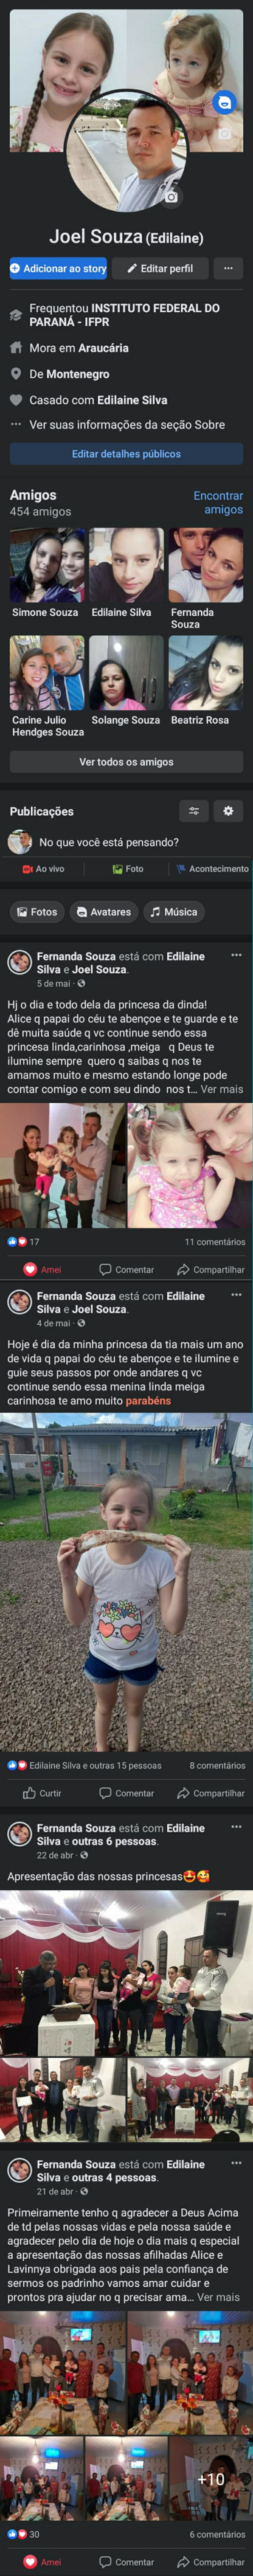 Joel Souza (Edilaine)
Adicionar ao story
Editar perfil
Frequentou INSTITUTO FEDERAL DO
PARANÁ - IFPR
Mora em Araucária
De Montenegro
Casado com Edilaine Silva
Ver suas informações da seção Sobre
Editar detalhes públicos
Amigos
Encontrar
454 amigos
amigos
Simone Souza
Edilaine Silva
Fernanda
Souza
Carine Julio
Hendges Souza
Solange Souza
Beatriz Rosa
Ver todos os amigos
Publicações
No que você está pensando?
Ao vivo
Foto
Acontecimento
Fotos
Avatares
Música
Fernanda Souza está com Edilaine
Silva e Joel Souza.
5 de mai ·
Hj o dia e todo dela da princesa da dinda!
Alice q papai do céu te abençoe e te guarde e te
dê muita saúde q vc continue sendo essa
princesa linda,carinhosa ,meiga q Deus te
ilumine sempre quero q saibas q nos te
amamos muito e mesmo estando longe pode
contar comigo e com seu dindo nos t... Ver mais
17
11 comentários
Amei
Comentar
Compartilhar
Fernanda Souza está com Edilaine
Silva e Joel Souza.
4 de mai ·
Hoje é dia da minha princesa da tia mais um ano
de vida q papai do céu te abençoe e te ilumine e
guie seus passos por onde andares q vc
continue sendo essa menina linda meiga
carinhosa te amo muito parabéns
Edilaine Silva e outras 15 pessoas
8 comentários
Curtir
Comentar
Compartilhar
Fernanda Souza está com Edilaine
Silva e outras 6 pessoas.
22 de abr ·
Apresentação das nossas princesas🤩🥰
Fernanda Souza está com Edilaine
Silva e outras 4 pessoas.
21 de abr ·
Primeiramente tenho q agradecer a Deus Acima
de td pelas nossas vidas e pela nossa saúde e
agradecer pelo dia de hoje o dia mais q especial
a apresentação das nossas afilhadas Alice e
Lavinnya obrigada aos pais pela confiança de
sermos os padrinho vamos amar cuidar e
prontos pra ajudar no q precisar ama... Ver mais
+10
30
6 comentários
Amei
Comentar
Compartilhar